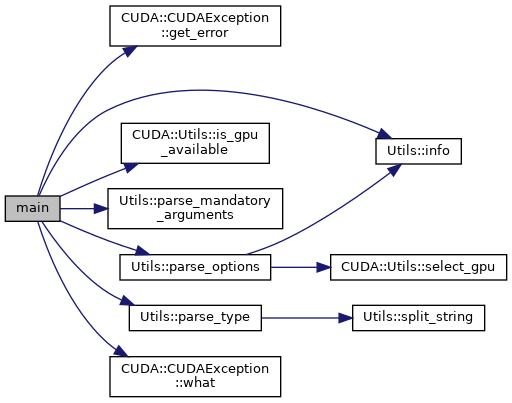 CUDA::CUDAException
::get_error
CUDA::Utils::is_gpu
_available
Utils::info
main
Utils::parse_mandatory
_arguments
Utils::parse_options
CUDA::Utils::select_gpu
Utils::parse_type
Utils::split_string
CUDA::CUDAException
::what